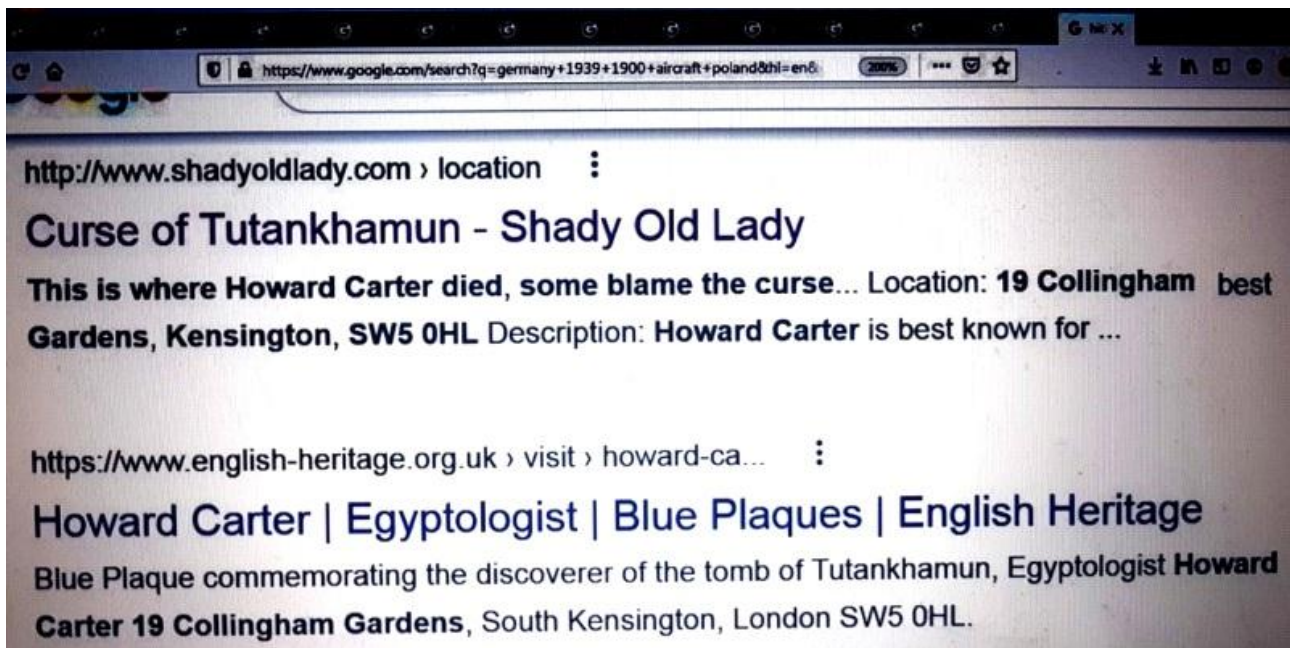 https://www.google.com/search?q=germany+1939+1900+aircraft+poland&hl=en&
200%
http://www.shadyoldlady.com › location
Curse of Tutankhamun - Shady Old Lady
This is where Howard Carter died, some blame the curse... Location: 19 Collingham best
Gardens, Kensington, SW5 0HL Description: Howard Carter is best known for ...
https://www.english-heritage.org.uk › visit › howard-ca...
Howard Carter | Egyptologist | Blue Plaques | English Heritage
Blue Plaque commemorating the discoverer of the tomb of Tutankhamun, Egyptologist Howard
Carter 19 Collingham Gardens, South Kensington, London SW5 0HL.